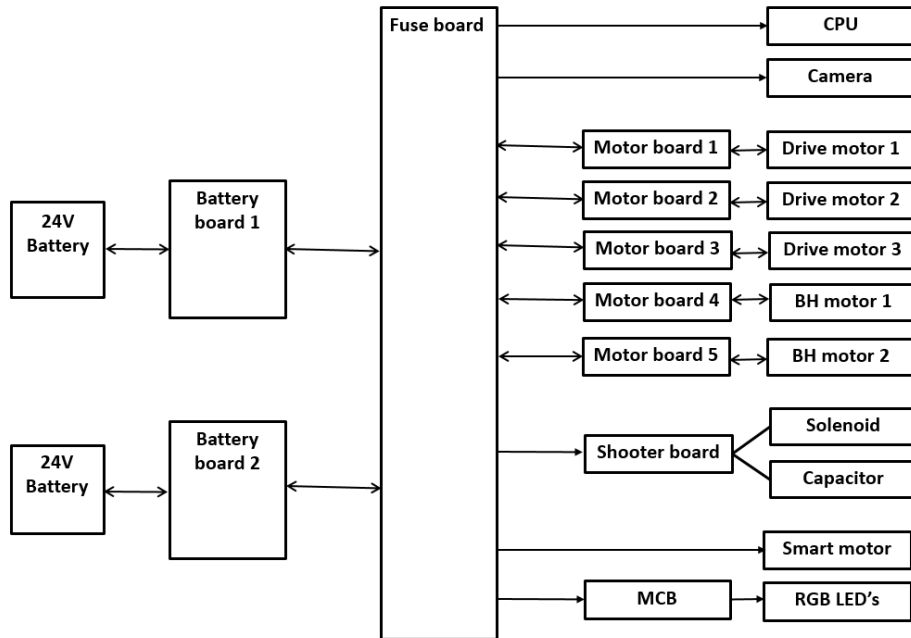 Fuse board
CPU
Camera
Motor board 1
Drive motor 1
Motor board 2
Drive motor 2
Motor board 3
Drive motor 3
Motor board 4
BH motor 1
Motor board 5
BH motor 2
24V
Battery
Battery
board 1
24V
Battery
Battery
board 2
Shooter board
Solenoid
Capacitor
Smart motor
MCB
RGB LED’s